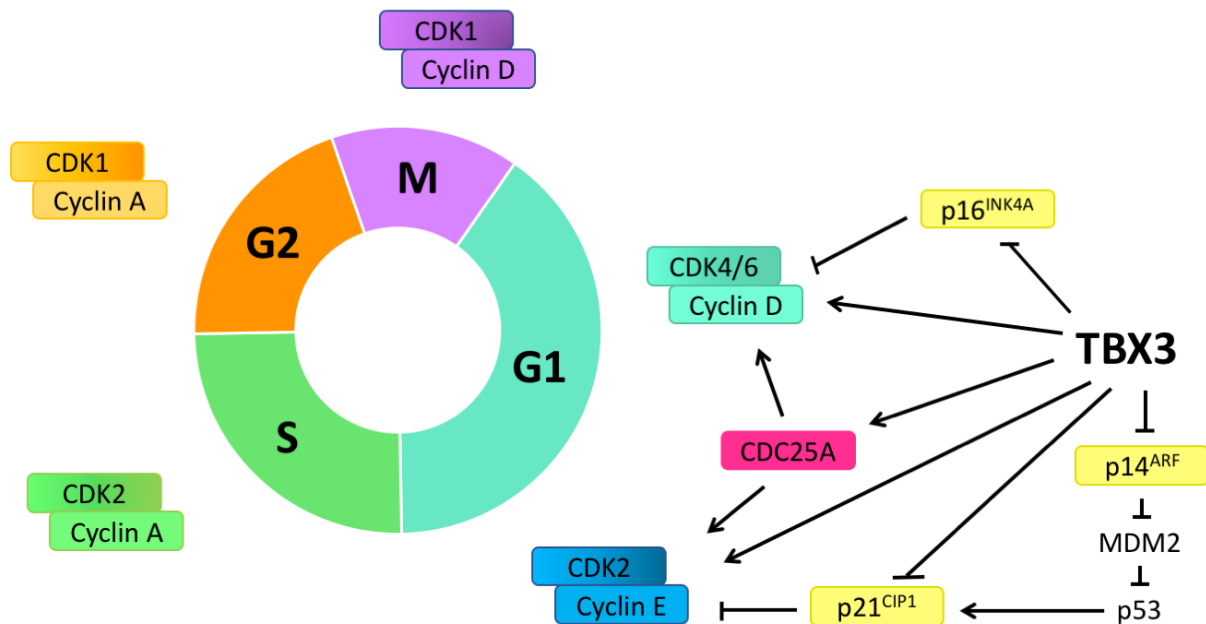 CDK1
Cyclin D
CDK1
Cyclin A
M
G2
G1
S
CDK2
Cyclin A
CDK4/6
Cyclin D
p16INK4A
TBX3
CDC25A
p14ARF
MDM2
p53
p21CIP1
CDK2
Cyclin E